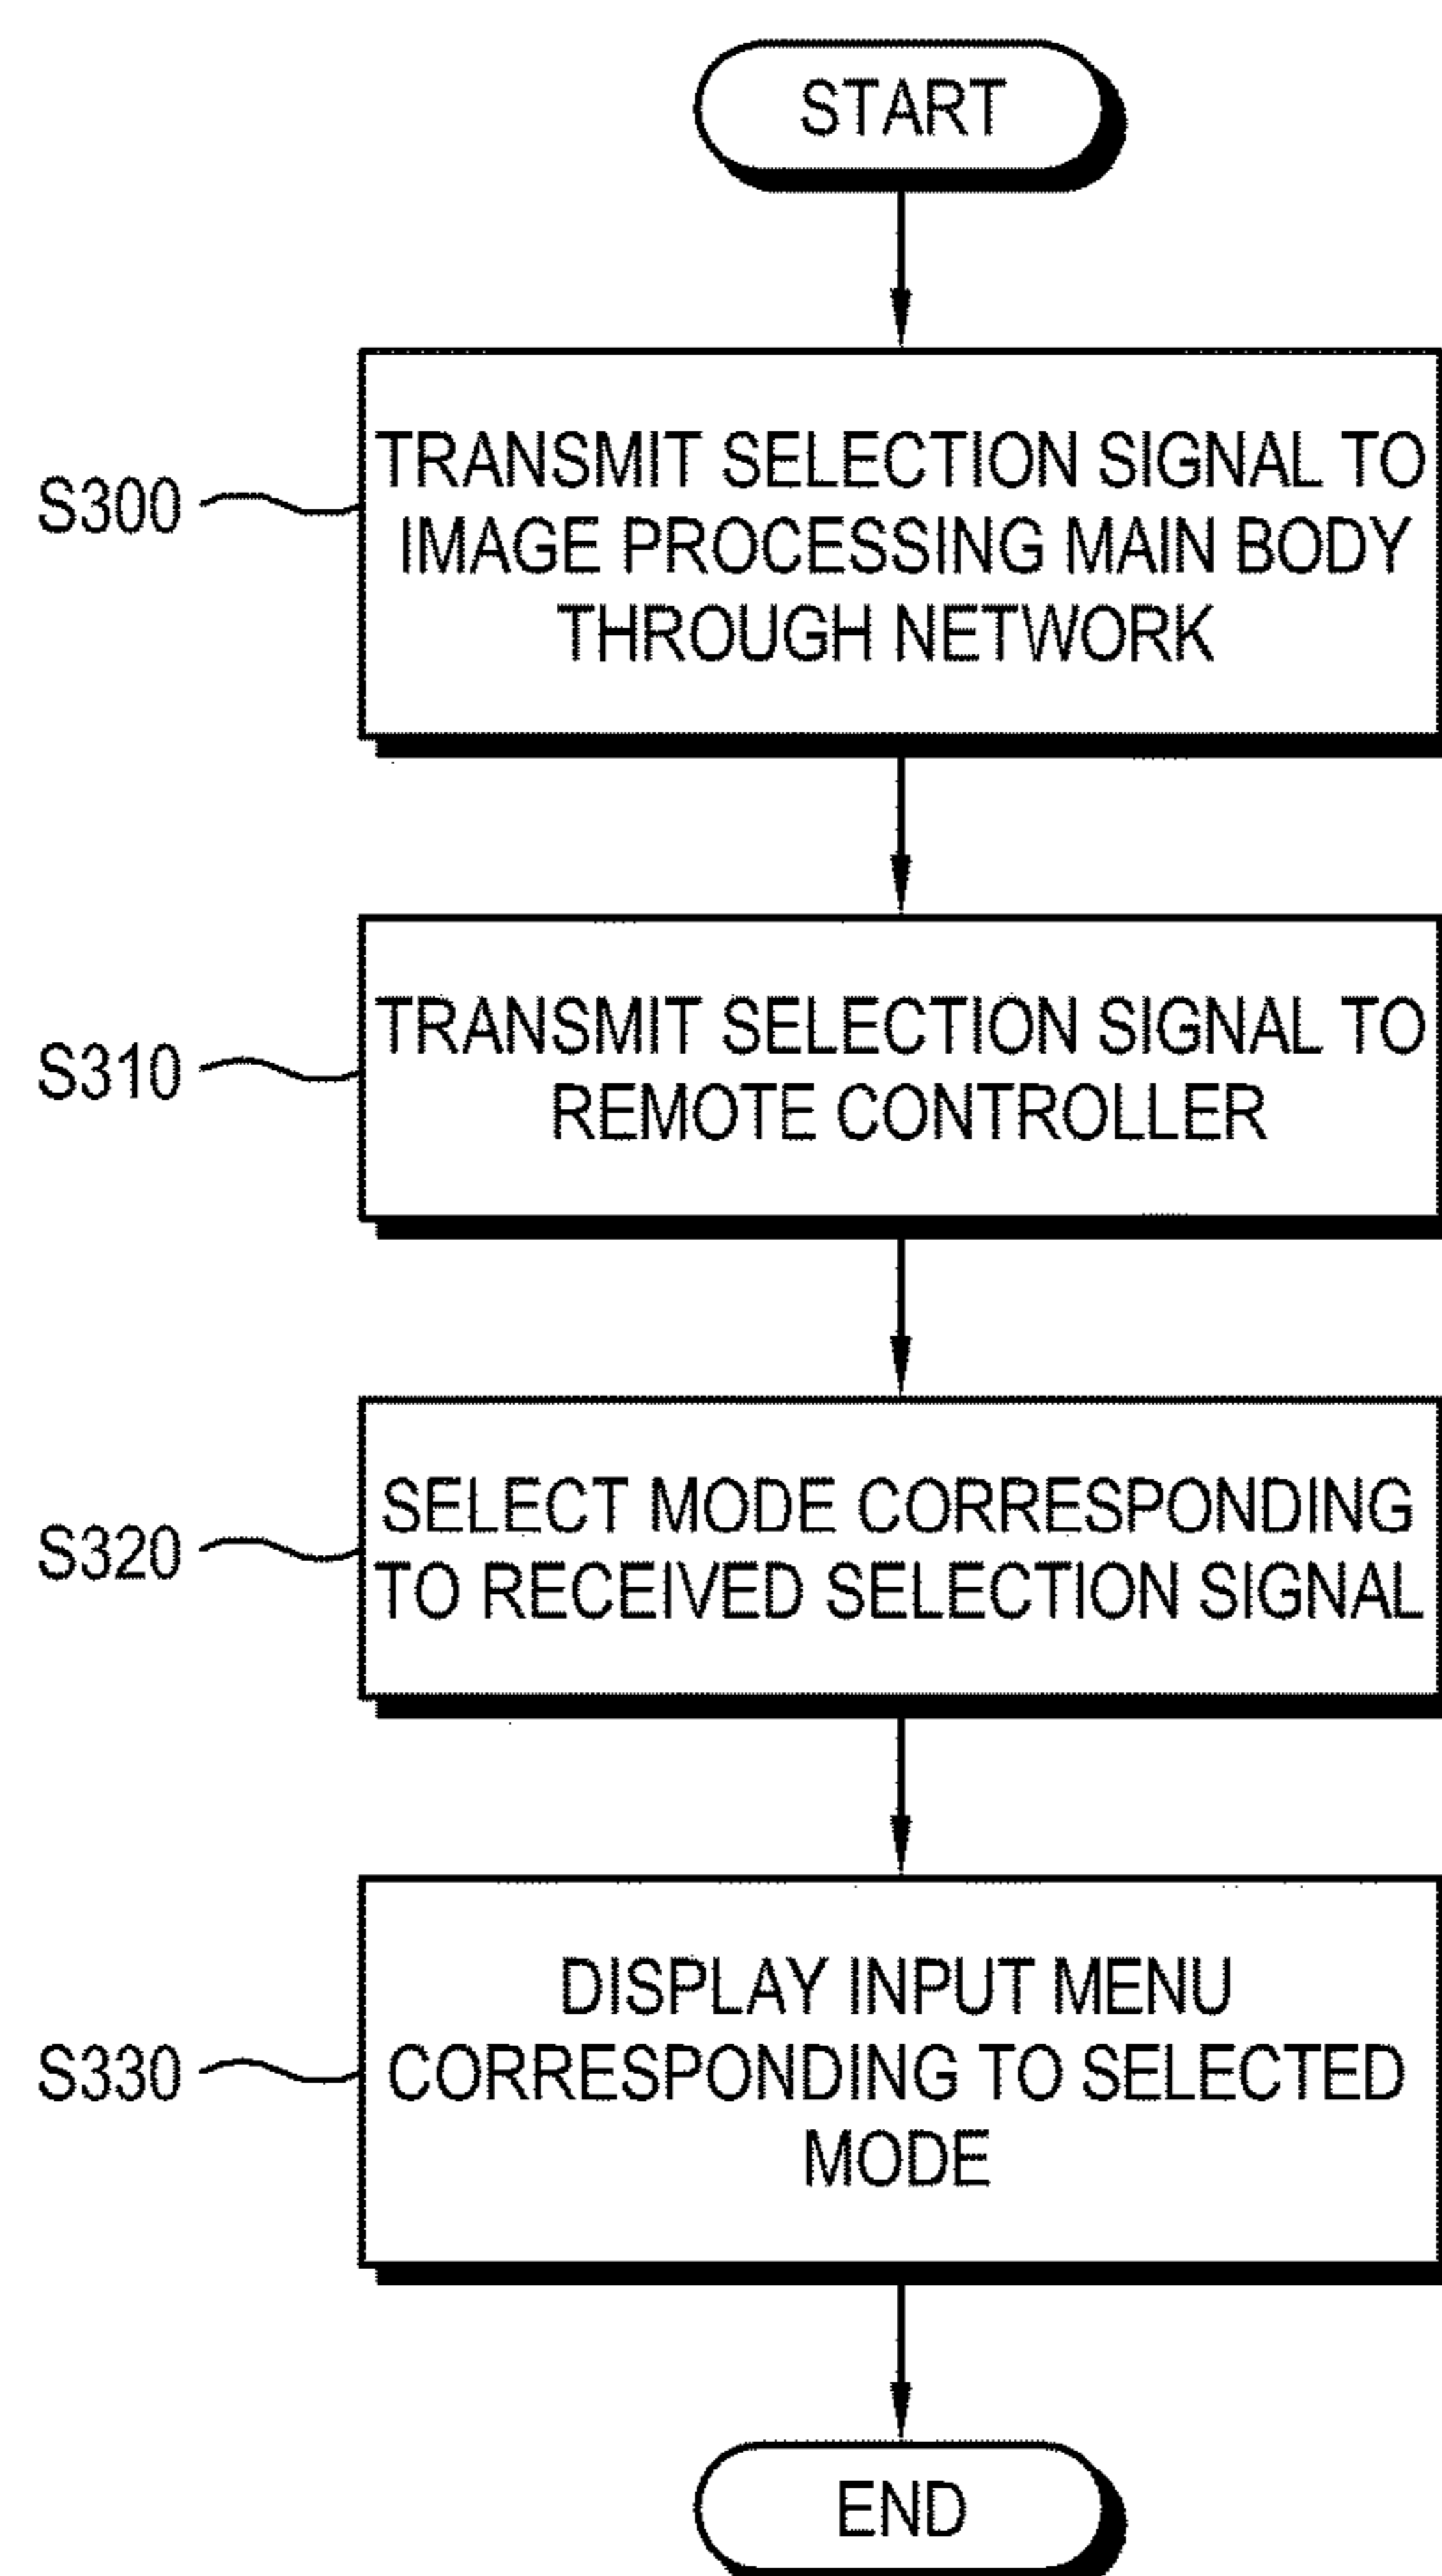 START
S300
TRANSMIT SELECTION SIGNAL TO
IMAGE PROCESSING MAIN BODY
THROUGH NETWORK
S310
TRANSMIT SELECTION SIGNAL TO
REMOTE CONTROLLER
S320
SELECT MODE CORRESPONDING
TO RECEIVED SELECTION SIGNAL
S330
DISPLAY INPUT MENU
CORRESPONDING TO SELECTED
MODE
END